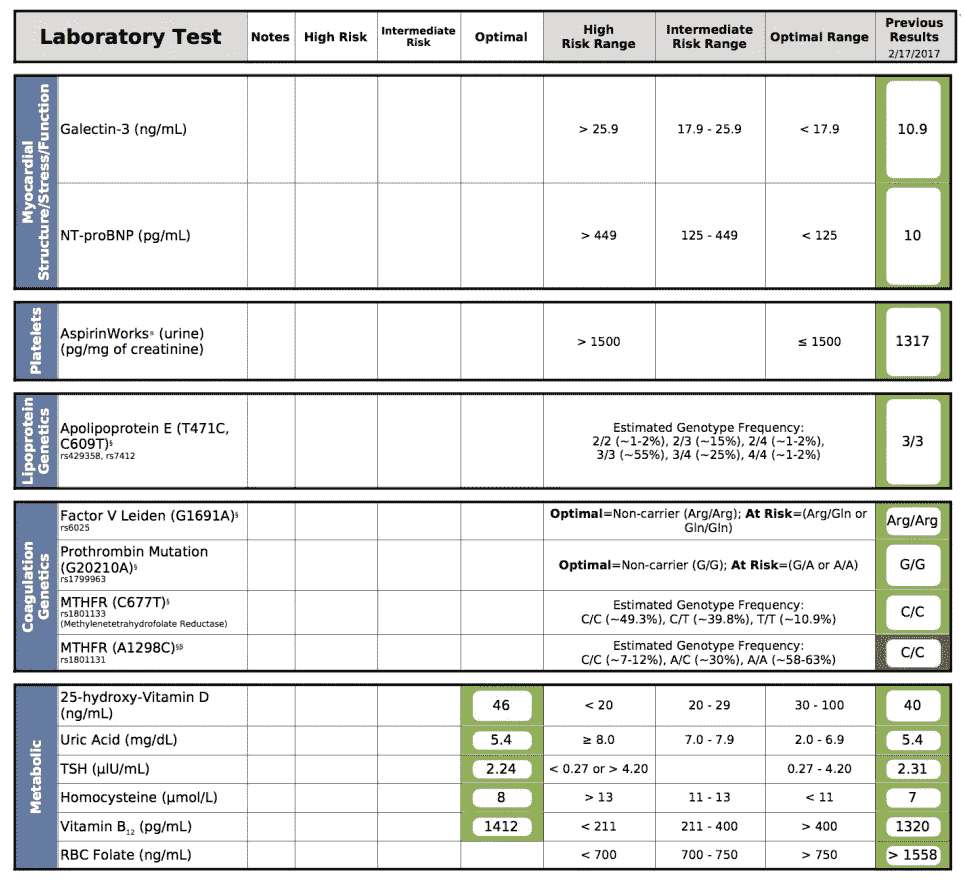 Laboratory Test Notes High Risk Intermediate Risk Optimal High Risk Range Intermediate Risk Range Optimal Range Previous Results 2/17/2017
Myocardial Structure/Stress/Function
Galectin-3 (ng/mL) > 25.9 17.9 - 25.9 < 17.9 10.9
NT-proBNP (pg/mL) > 449 125 - 449 < 125 10
Platelets
AspirinWorks® (urine) (pg/mg of creatinine) > 1500 ≤ 1500 1317
Lipoprotein Genetics
Apolipoprotein E (T471C, C609T)§
rs429358, rs7412
Estimated Genotype Frequency:
2/2 (~1-2%), 2/3 (~15%), 2/4 (~1-2%),
3/3 (~55%), 3/4 (~25%), 4/4 (~1-2%)
3/3
Coagulation Genetics
Factor V Leiden (G1691A)§
rs6025
Optimal=Non-carrier (Arg/Arg); At Risk=(Arg/Gln or
Gln/Gln)
Arg/Arg
Prothrombin Mutation
(G20210A)§
rs1799963
Optimal=Non-carrier (G/G); At Risk=(G/A or A/A)
G/G
MTHFR (C677T)§
rs1801133
(Methylenetetrahydrofolate Reductase)
Estimated Genotype Frequency:
C/C (~49.3%), C/T (~39.8%), T/T (~10.9%)
C/C
MTHFR (A1298C)§β
rs1801131
Estimated Genotype Frequency:
C/C (~7-12%), A/C (~30%), A/A (~58-63%)
C/C
Metabolic
25-hydroxy-Vitamin D (ng/mL) 46 < 20 20 - 29 30 - 100 40
Uric Acid (mg/dL) 5.4 ≥ 8.0 7.0 - 7.9 2.0 - 6.9 5.4
TSH (µIU/mL) 2.24 < 0.27 or > 4.20 0.27 - 4.20 2.31
Homocysteine (µmol/L) 8 > 13 11 - 13 < 11 7
Vitamin B12 (pg/mL) 1412 < 211 211 - 400 > 400 1320
RBC Folate (ng/mL) < 700 700 - 750 > 750 > 1558